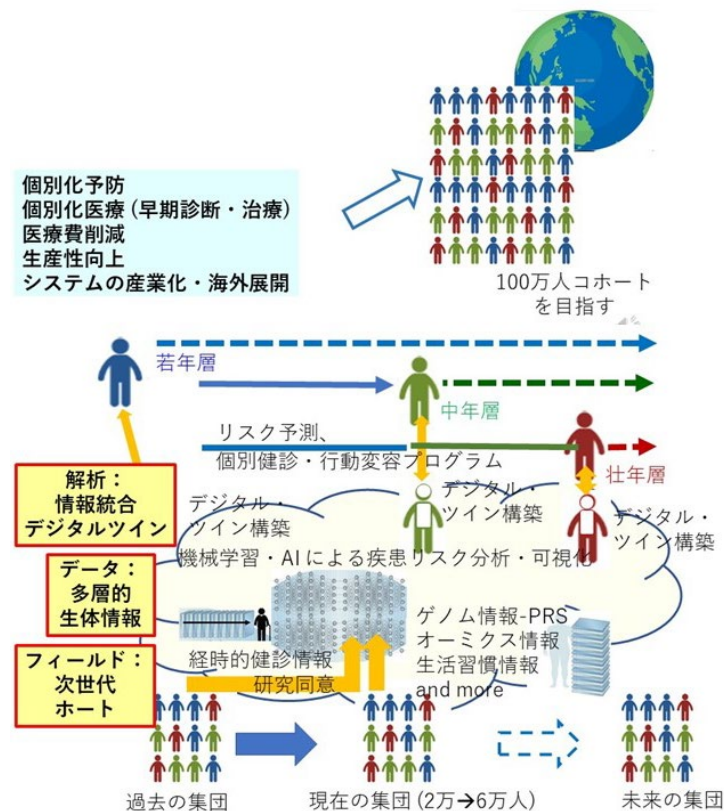 個別化予防
個別化医療 (早期診断・治療)
医療費削減
生産性向上
システムの産業化・海外展開
100万人コホート
を目指す
若年層
中年層
リスク予測、
個別健診・行動変容プログラム
壮年層
解析：
情報統合
デジタルツイン
デジタル・
ツイン構築
デジタル・
ツイン構築
デジタル・
ツイン構築
機械学習・AI による疾患リスク分析・可視化
データ：
多層的
生体情報
ゲノム情報-PRS
オーミクス情報
生活習慣情報
and more
経時的健診情報
研究同意
フィールド：
次世代
ホート
過去の集団
現在の集団 (2万→6万人)
未来の集団